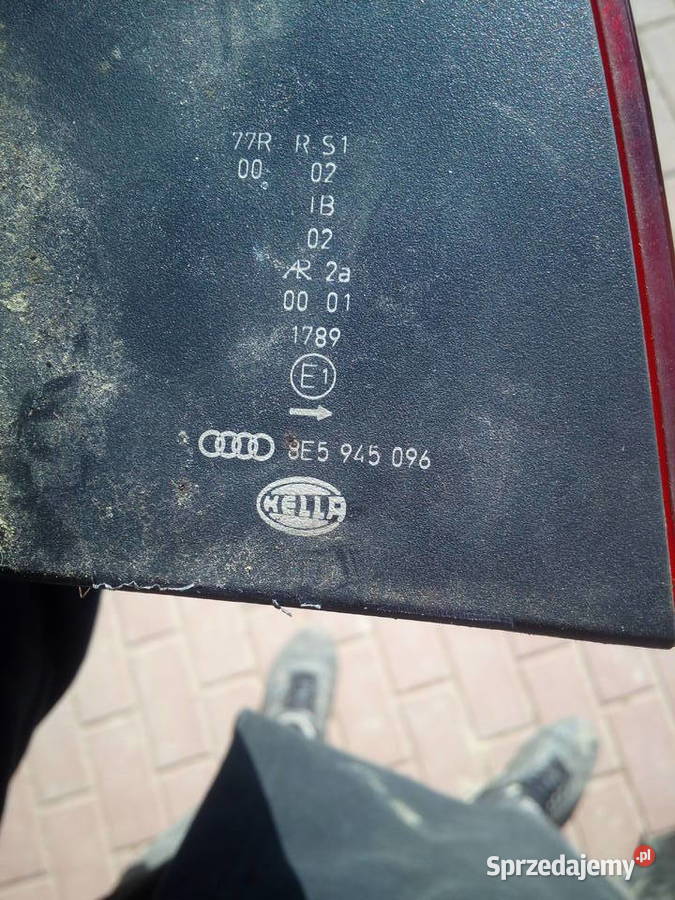 77R R S1
00 02
IB
02
AR 2a
00 01
1789
E1
8E5 945 096
HELLA
Sprzedajemy.pl